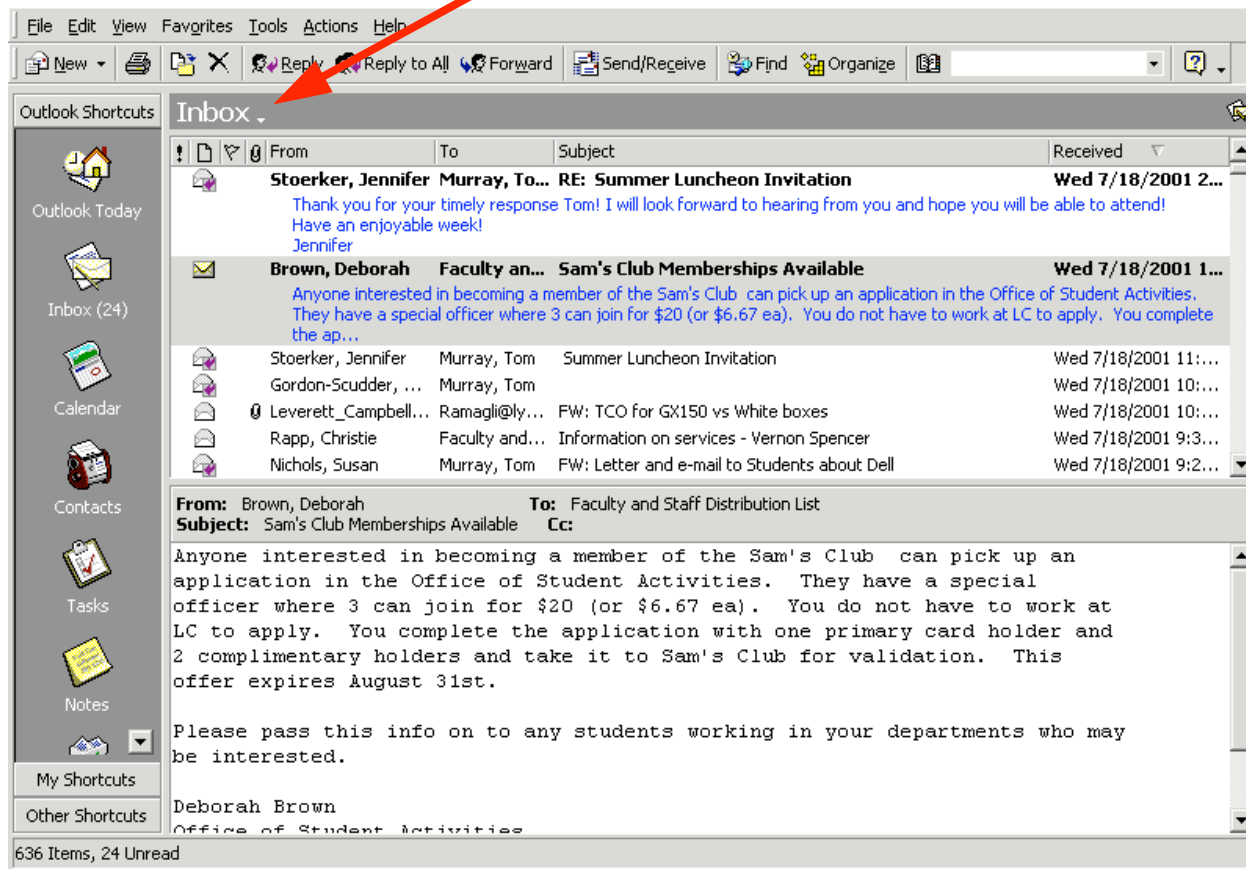 File Edit View Favorites Tools Actions Help
New Reply Reply to All Forward Send/Receive Find Organize
Outlook Shortcuts Inbox
! From To Subject Received
Stoerker, Jennifer Murray, To... RE: Summer Luncheon Invitation Wed 7/18/2001 2...
Thank you for your timely response Tom! I will look forward to hearing from you and hope you will be able to attend!
Have an enjoyable week!
Jennifer
Brown, Deborah Faculty an... Sam's Club Memberships Available Wed 7/18/2001 1...
Anyone interested in becoming a member of the Sam's Club can pick up an application in the Office of Student Activities.
They have a special officer where 3 can join for $20 (or $6.67 ea). You do not have to work at LC to apply. You complete
the ap...
Stoerker, Jennifer Murray, Tom Summer Luncheon Invitation Wed 7/18/2001 11:...
Gordon-Scudder, ... Murray, Tom Wed 7/18/2001 10:...
Leverett_Campbell... Ramagli@ly... FW: TCO for GX150 vs White boxes Wed 7/18/2001 10:...
Rapp, Christie Faculty and... Information on services - Vernon Spencer Wed 7/18/2001 9:3...
Nichols, Susan Murray, Tom FW: Letter and e-mail to Students about Dell Wed 7/18/2001 9:2...
Outlook Today
Inbox (24)
Calendar
Contacts
Tasks
Notes
My Shortcuts
Other Shortcuts
From: Brown, Deborah To: Faculty and Staff Distribution List
Subject: Sam's Club Memberships Available Cc:
Anyone interested in becoming a member of the Sam's Club can pick up an
application in the Office of Student Activities. They have a special
officer where 3 can join for $20 (or $6.67 ea). You do not have to work at
LC to apply. You complete the application with one primary card holder and
2 complimentary holders and take it to Sam's Club for validation. This
offer expires August 31st.
Please pass this info on to any students working in your departments who may
be interested.
Deborah Brown
Office of Student Activities
636 Items, 24 Unread